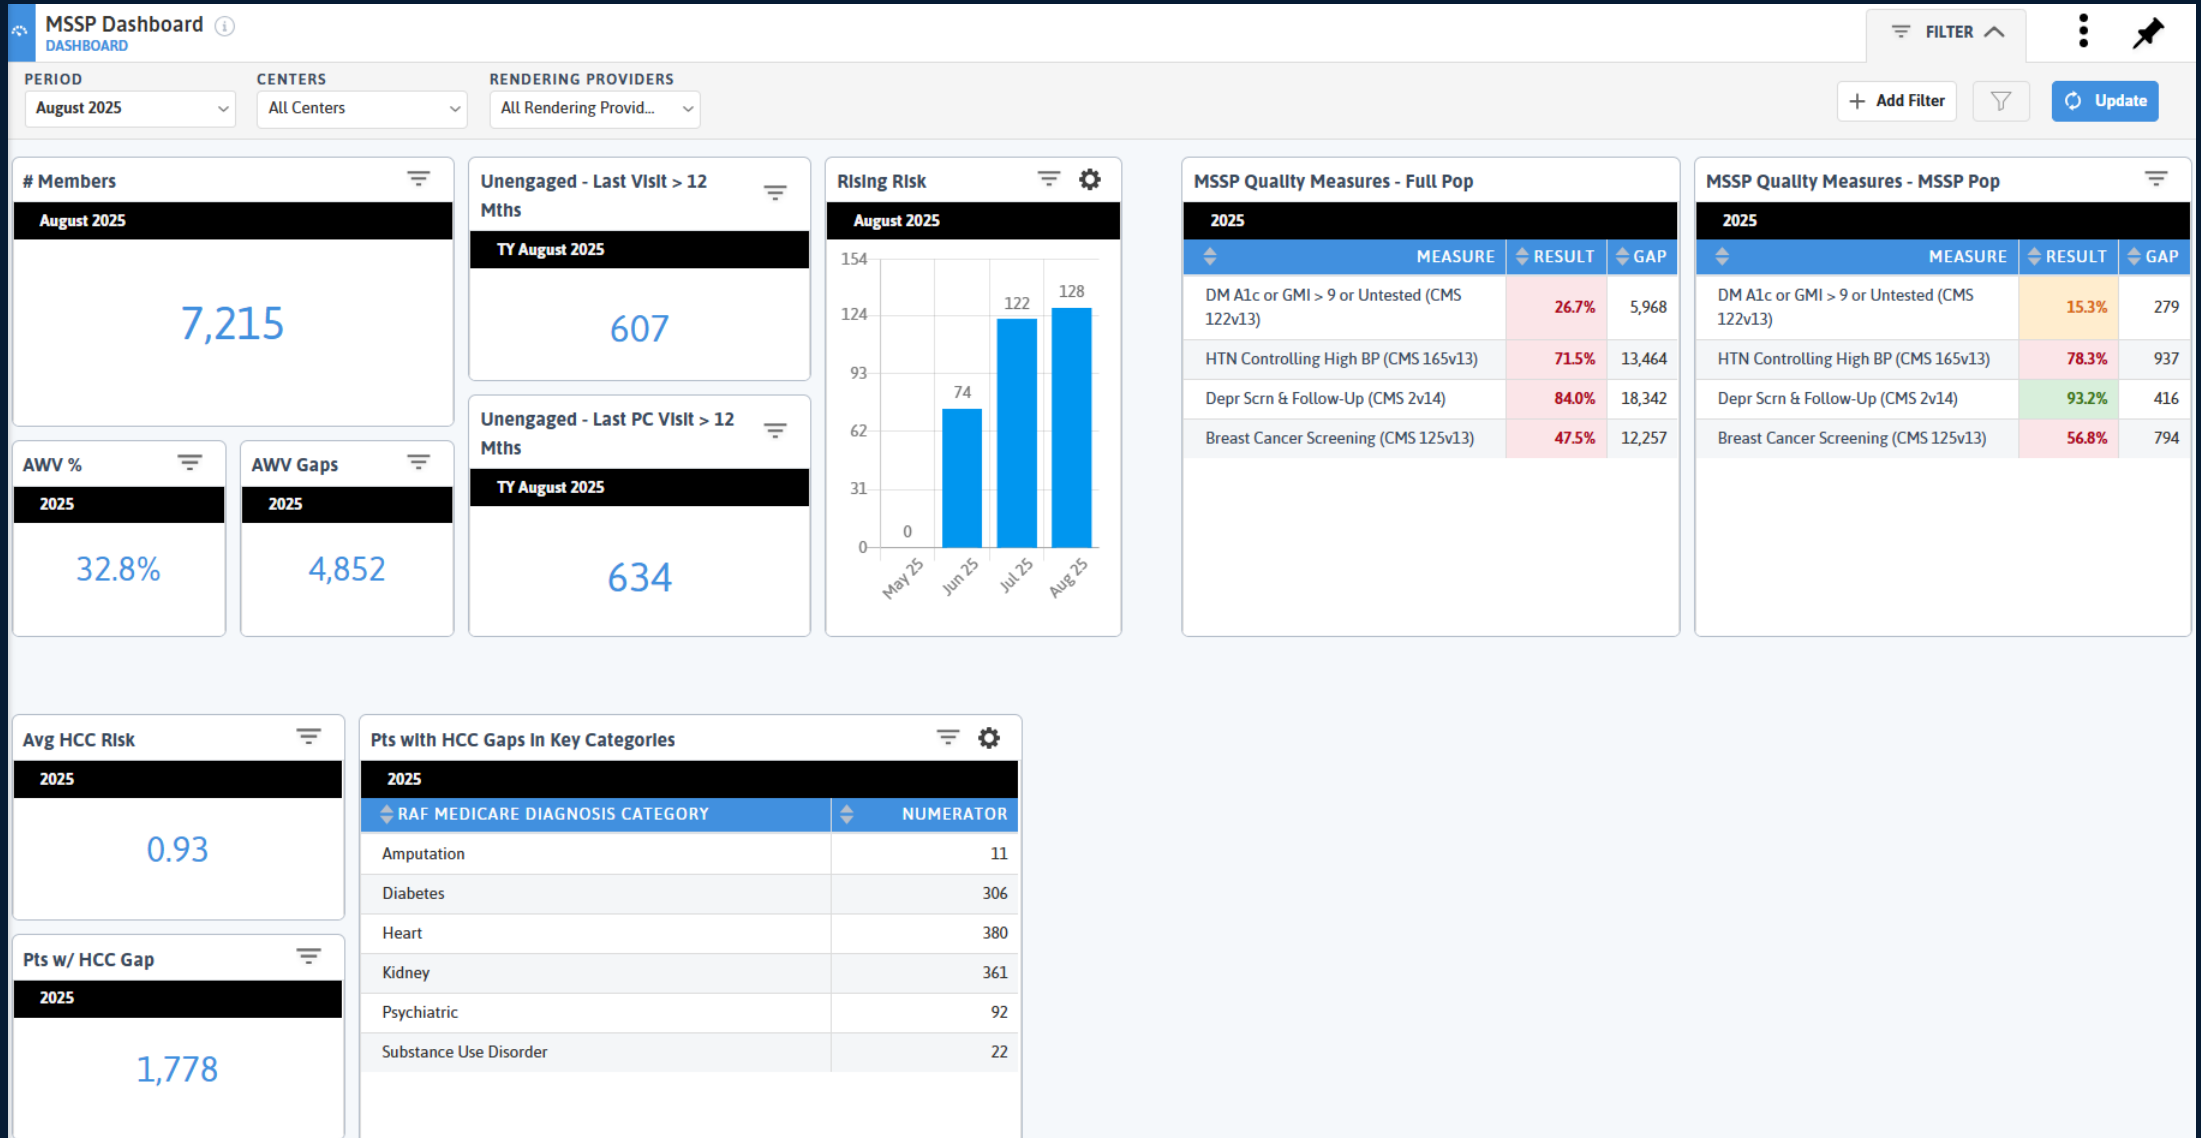 MSSP Dashboard
DASHBOARD
FILTER
PERIOD
CENTERS
RENDERING PROVIDERS
August 2025
All Centers
All Rendering Provid...
Add Filter
Update
# Members
August 2025
7,215
AWV %
2025
32.8%
AWV Gaps
2025
4,852
Unengaged - Last Visit > 12
Mths
TY August 2025
607
Unengaged - Last PC Visit > 12
Mths
TY August 2025
634
Rising Risk
August 2025
154
124
93
62
31
0
0
74
122
128
May 25
Jun 25
Jul 25
Aug 25
MSSP Quality Measures - Full Pop
2025
MEASURE RESULT GAP
DM A1c or GMI > 9 or Untested (CMS
122v13) 26.7% 5,968
HTN Controlling High BP (CMS 165v13) 71.5% 13,464
Depr Scrn & Follow-Up (CMS 2v14) 84.0% 18,342
Breast Cancer Screening (CMS 125v13) 47.5% 12,257
MSSP Quality Measures - MSSP Pop
2025
MEASURE RESULT GAP
DM A1c or GMI > 9 or Untested (CMS
122v13) 15.3% 279
HTN Controlling High BP (CMS 165v13) 78.3% 937
Depr Scrn & Follow-Up (CMS 2v14) 93.2% 416
Breast Cancer Screening (CMS 125v13) 56.8% 794
Avg HCC Risk
2025
0.93
Pts w/ HCC Gap
2025
1,778
Pts with HCC Gaps in Key Categories
2025
RAF MEDICARE DIAGNOSIS CATEGORY NUMERATOR
Amputation 11
Diabetes 306
Heart 380
Kidney 361
Psychiatric 92
Substance Use Disorder 22